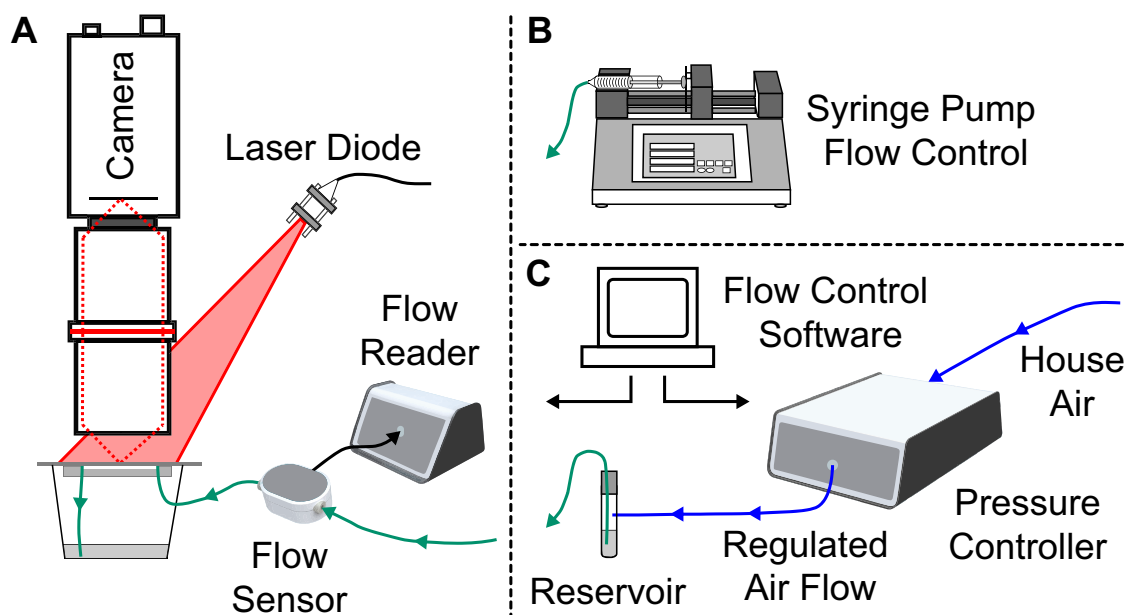 A
Camera
Laser Diode
Flow
Reader
Flow
Sensor
B
Syringe Pump
Flow Control
C
Flow Control
Software
House
Air
Pressure
Controller
Regulated
Air Flow
Reservoir